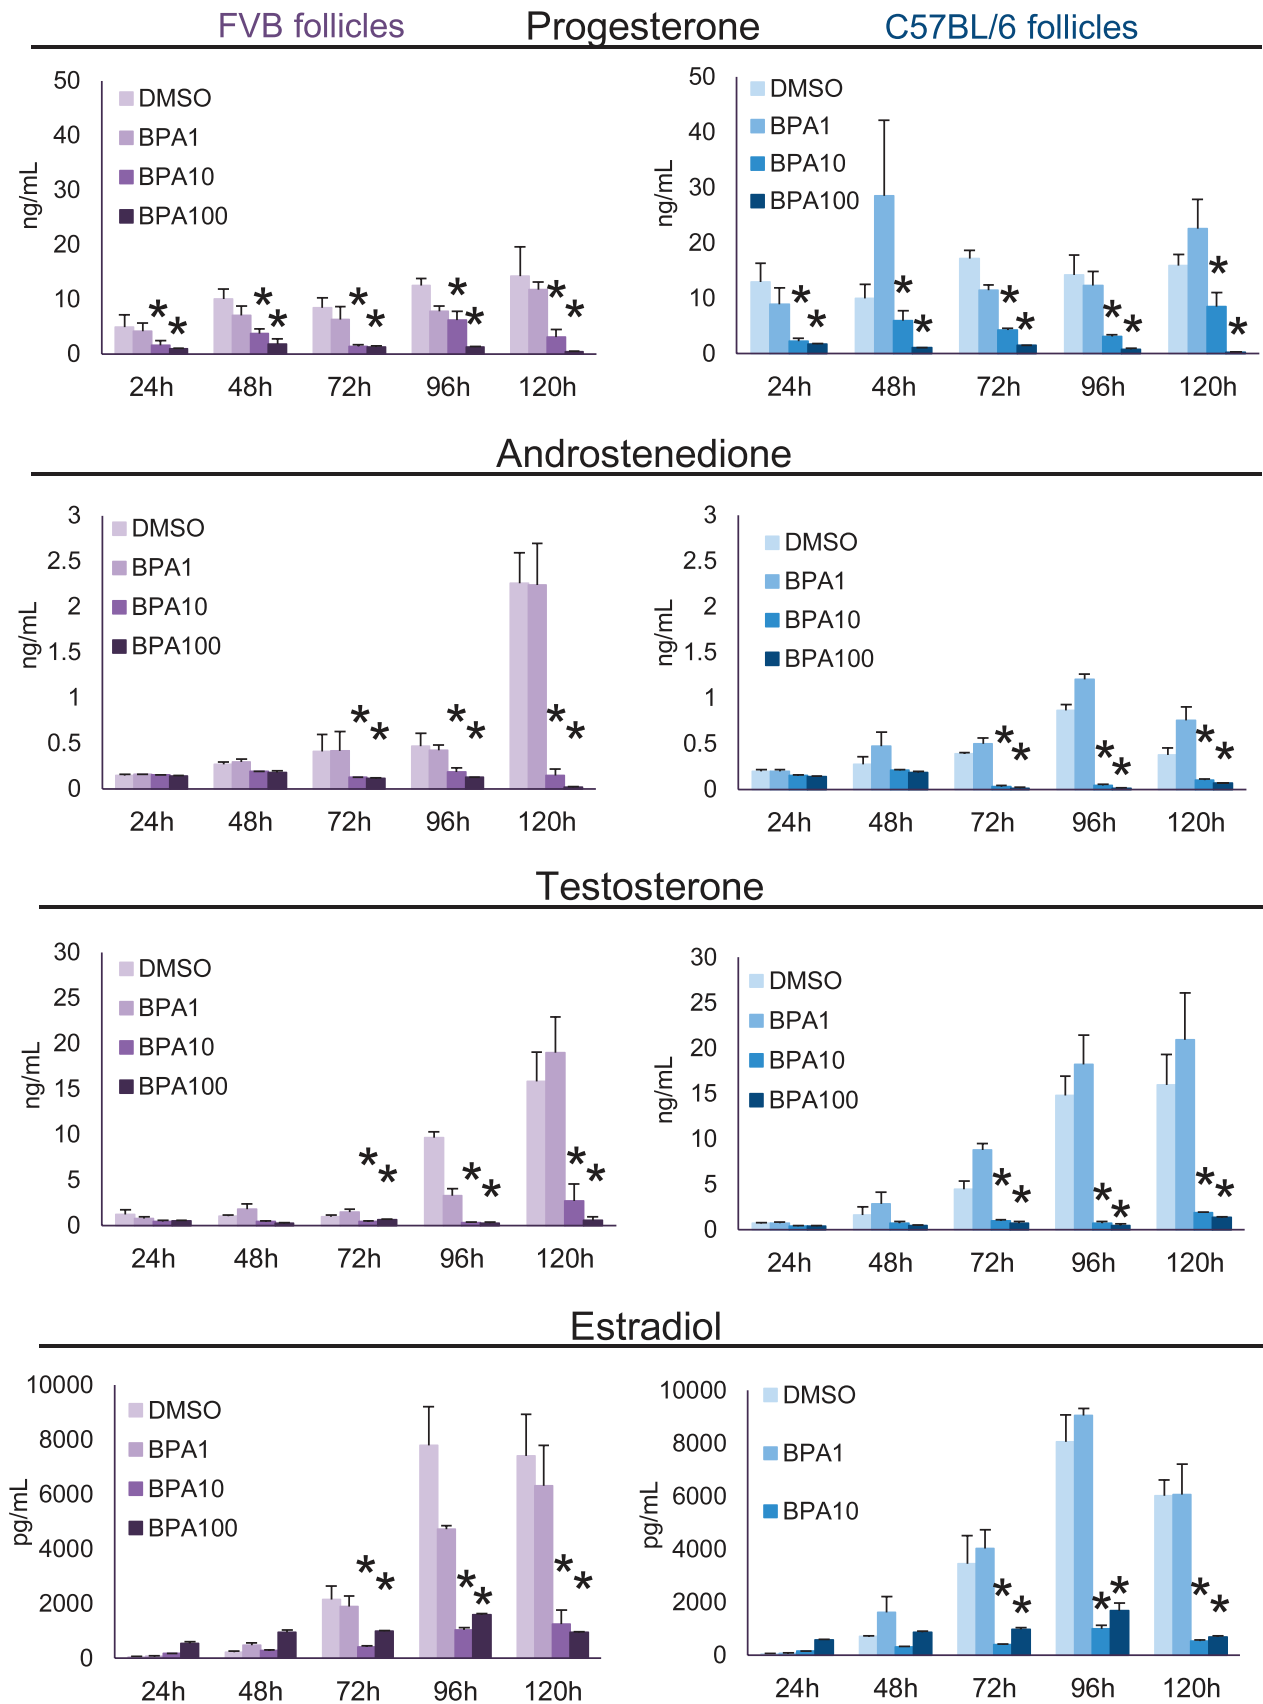 FVB follicles Progesterone C57BL/6 follicles
50
40
30
20
10
0
ng/mL
DMSO
BPA1
BPA10
BPA100
* * * * * * * * * *
24h 48h 72h 96h 120h
50
40
30
20
10
0
ng/mL
DMSO
BPA1
BPA10
BPA100
* * * * * * * * * *
24h 48h 72h 96h 120h
Androstenedione
3
2.5
2
1.5
1
0.5
0
ng/mL
DMSO
BPA1
BPA10
BPA100
* * * * * *
24h 48h 72h 96h 120h
3
2.5
2
1.5
1
0.5
0
ng/mL
DMSO
BPA1
BPA10
BPA100
* * * * * *
24h 48h 72h 96h 120h
Testosterone
30
25
20
15
10
5
0
ng/mL
DMSO
BPA1
BPA10
BPA100
* * * * * *
24h 48h 72h 96h 120h
30
25
20
15
10
5
0
ng/mL
DMSO
BPA1
BPA10
BPA100
* * * * * *
24h 48h 72h 96h 120h
Estradiol
10000
8000
6000
4000
2000
0
pg/mL
DMSO
BPA1
BPA10
BPA100
* * * * * *
24h 48h 72h 96h 120h
10000
8000
6000
4000
2000
0
pg/mL
DMSO
BPA1
BPA10
* * * * * *
24h 48h 72h 96h 120h